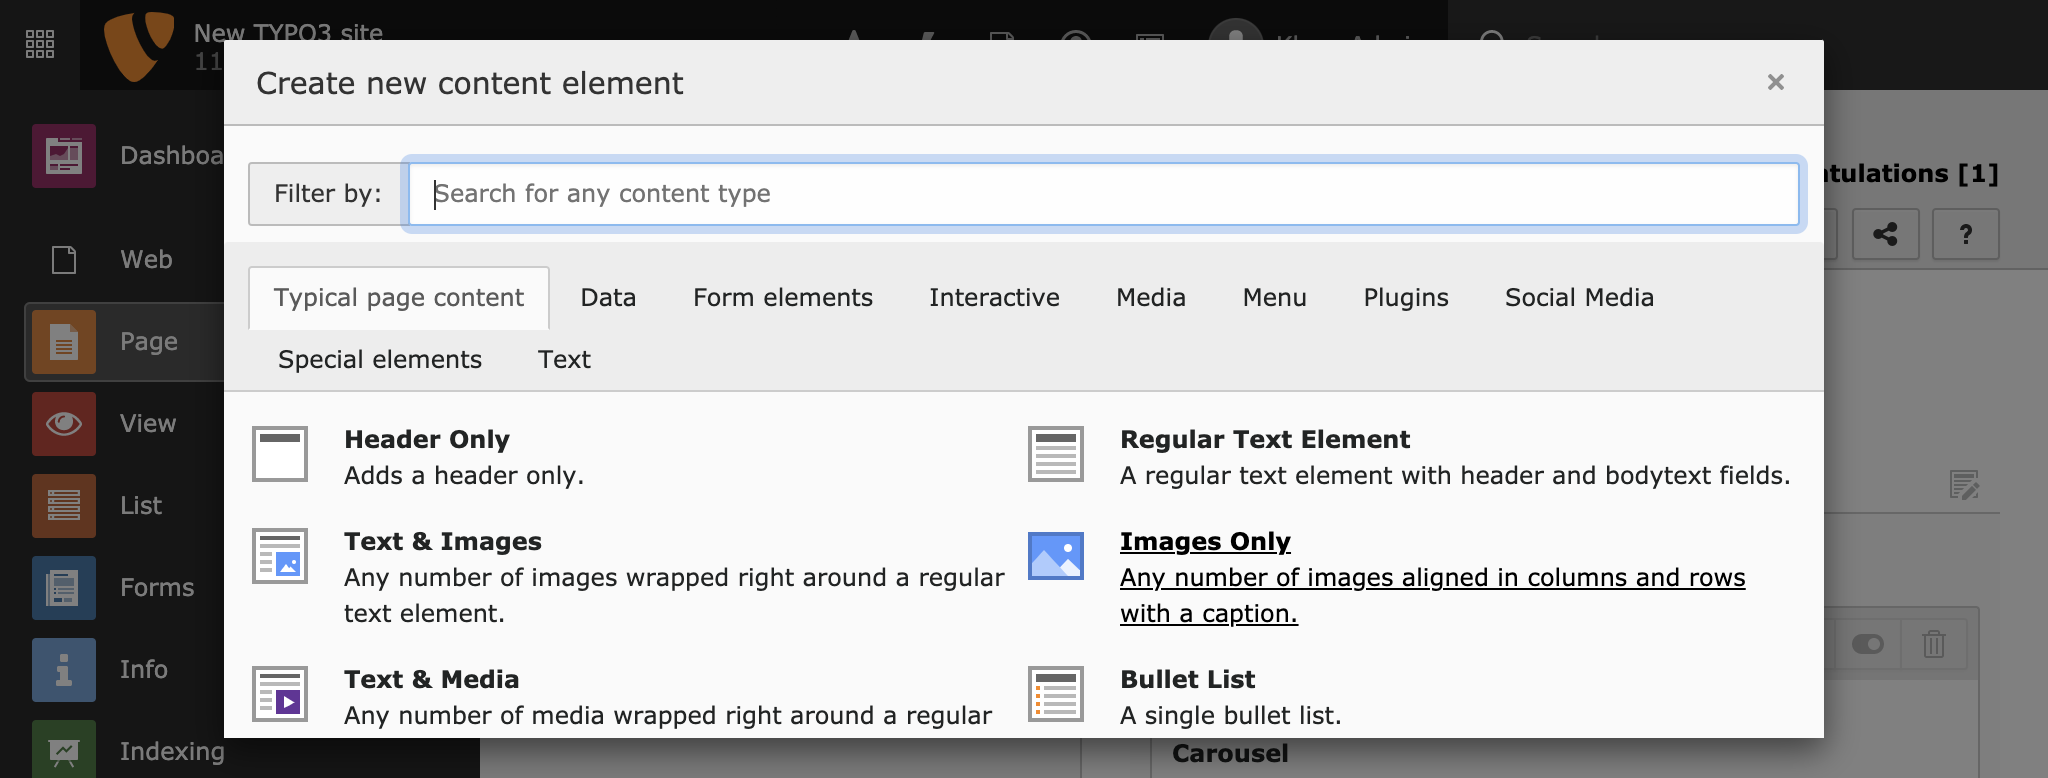 New TYPO3 site
11
Create new content element
×
Dashboa
Filter by:
Search for any content type
tulations [1]
?
Web
Typical page content
Data
Form elements
Interactive
Media
Menu
Plugins
Social Media
Page
Special elements
Text
View
Header Only
Adds a header only.
Regular Text Element
A regular text element with header and bodytext fields.
List
Text & Images
Any number of images wrapped right around a regular
text element.
Images Only
Any number of images aligned in columns and rows
with a caption.
Forms
Info
Text & Media
Any number of media wrapped right around a regular
Bullet List
A single bullet list.
Indexing
Carousel